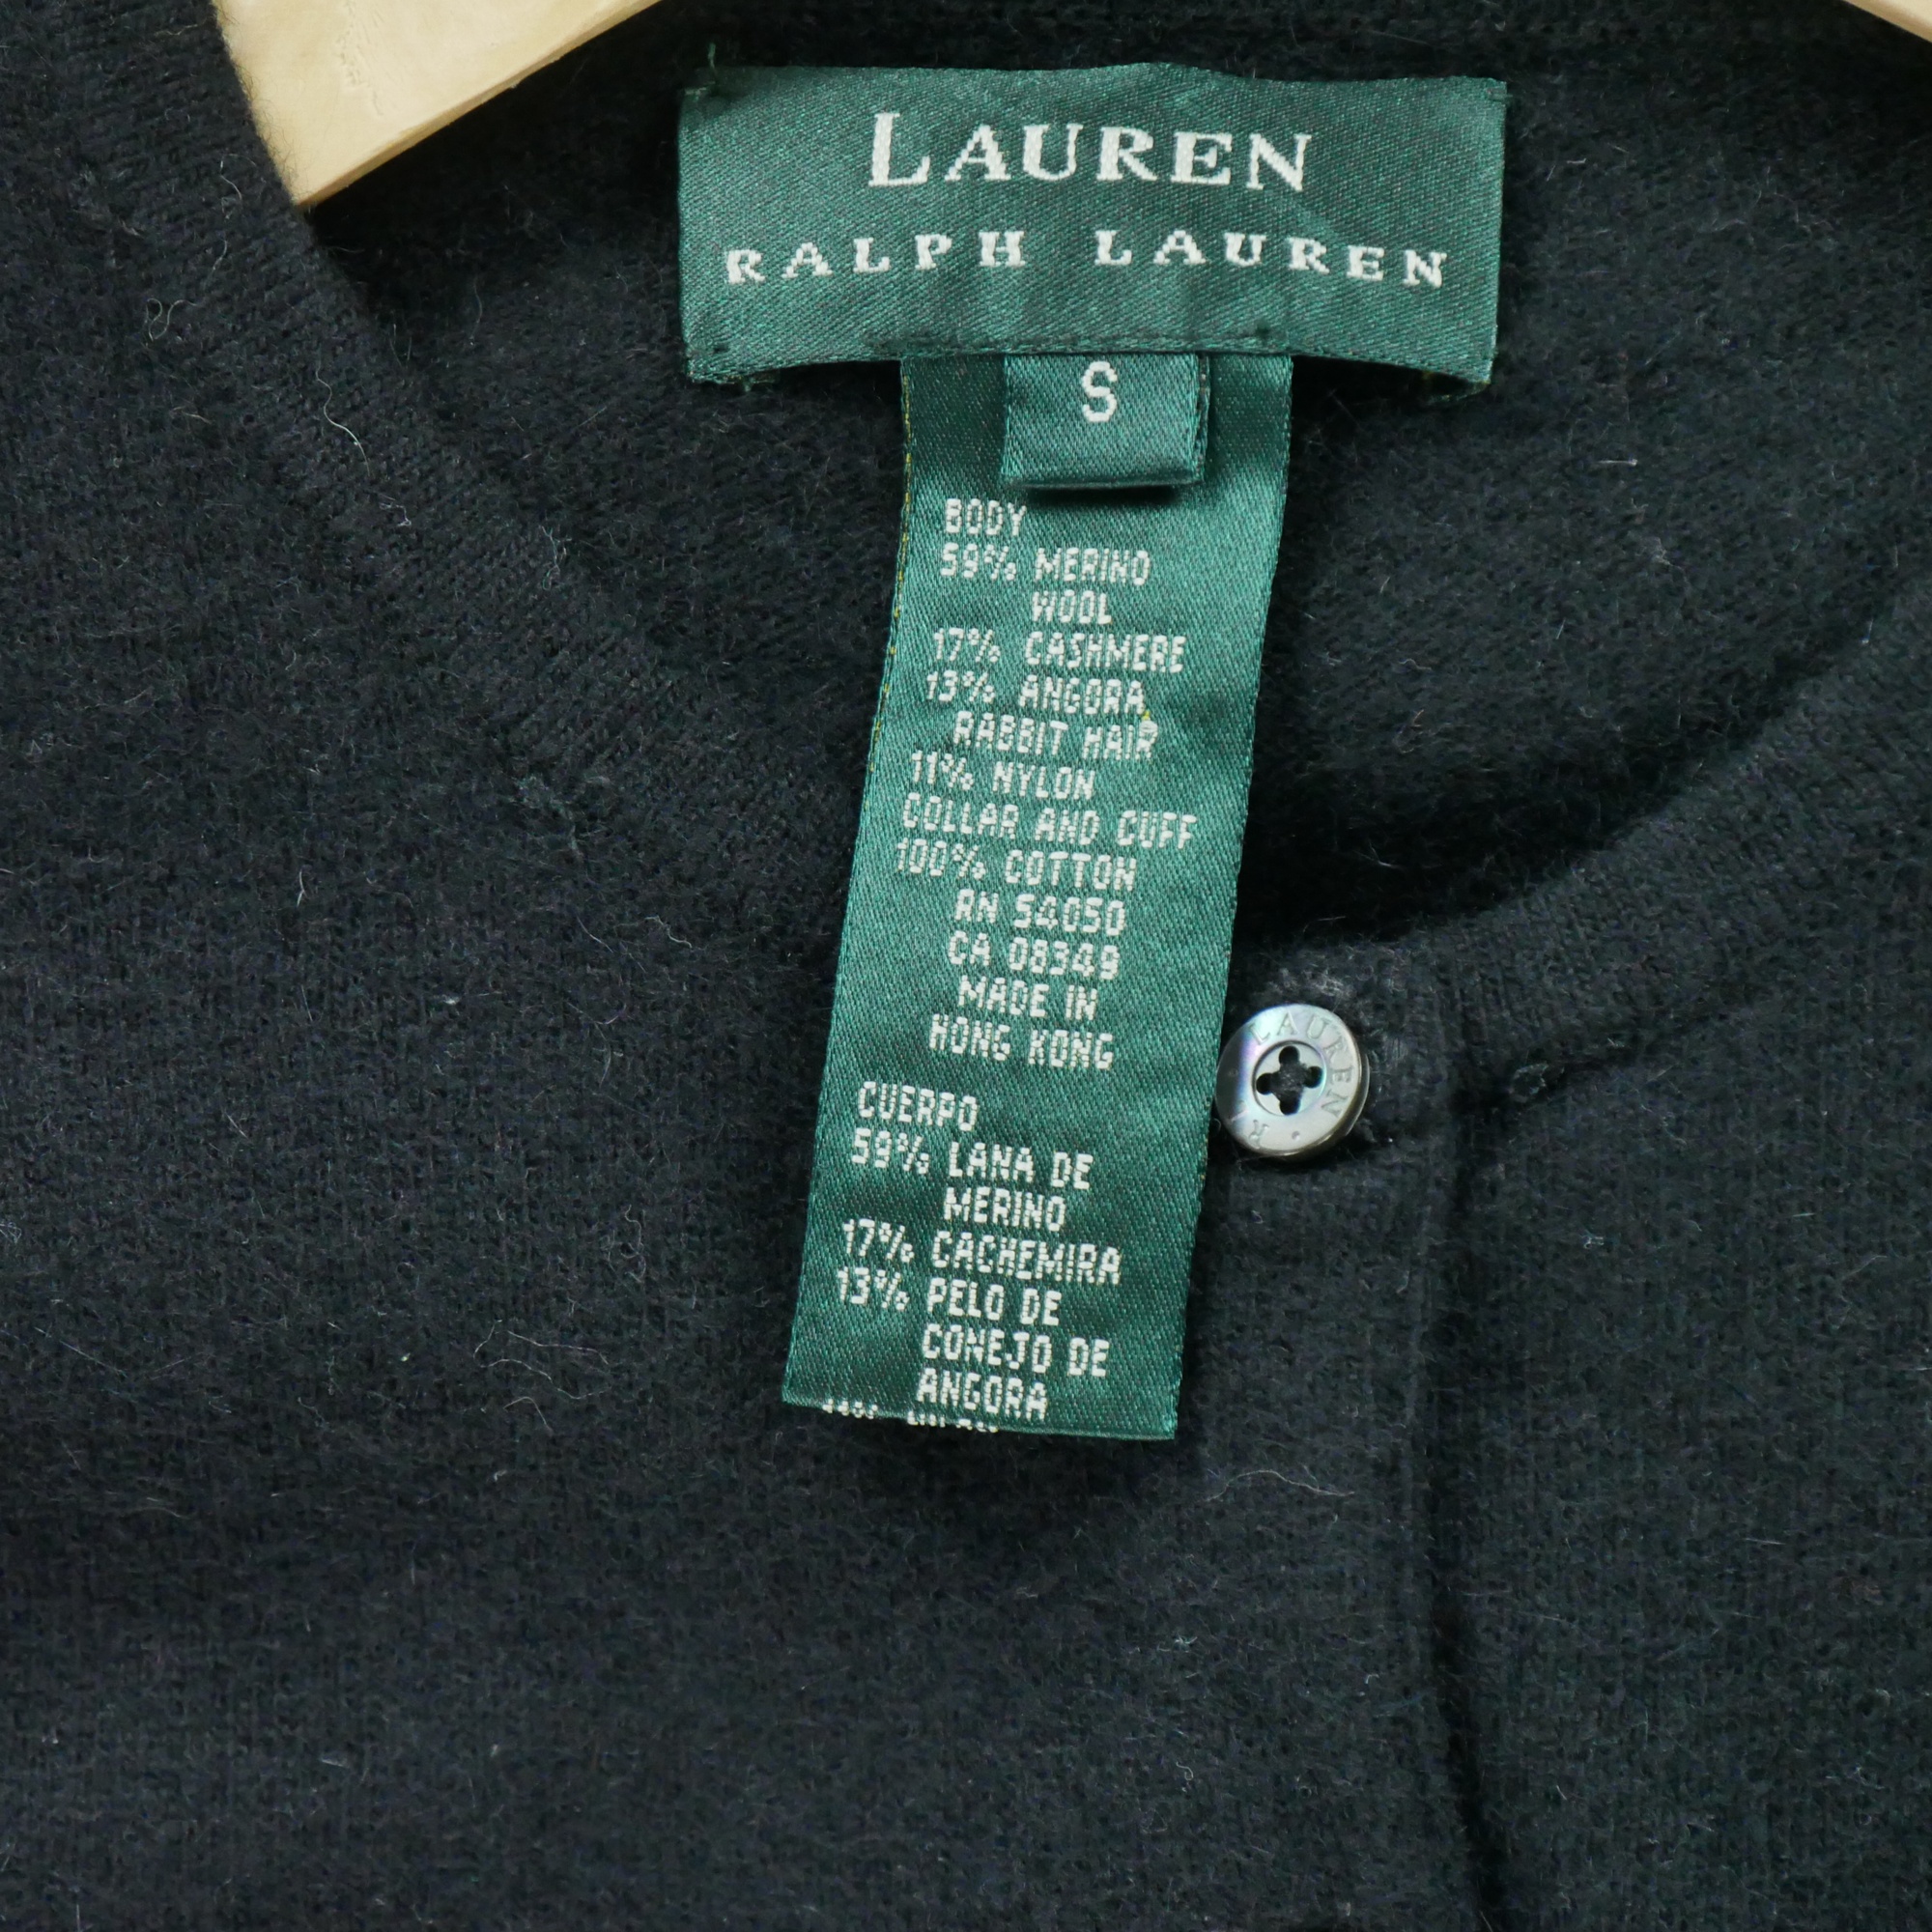 LAUREN
RALPH LAUREN
S
BODY
59% MERINO
WOOL
17% CASHMERE
13% ANGORA
RABBIT HAIR
11% NYLON
COLLAR AND CUFF
100% COTTON
RN 54050
CA 08349
MADE IN
HONG KONG
CUERPO
59% LANA DE
MERINO
17% CACHEMIRA
13% PELO DE
CONEJO DE
ANGORA
LAUREN · R